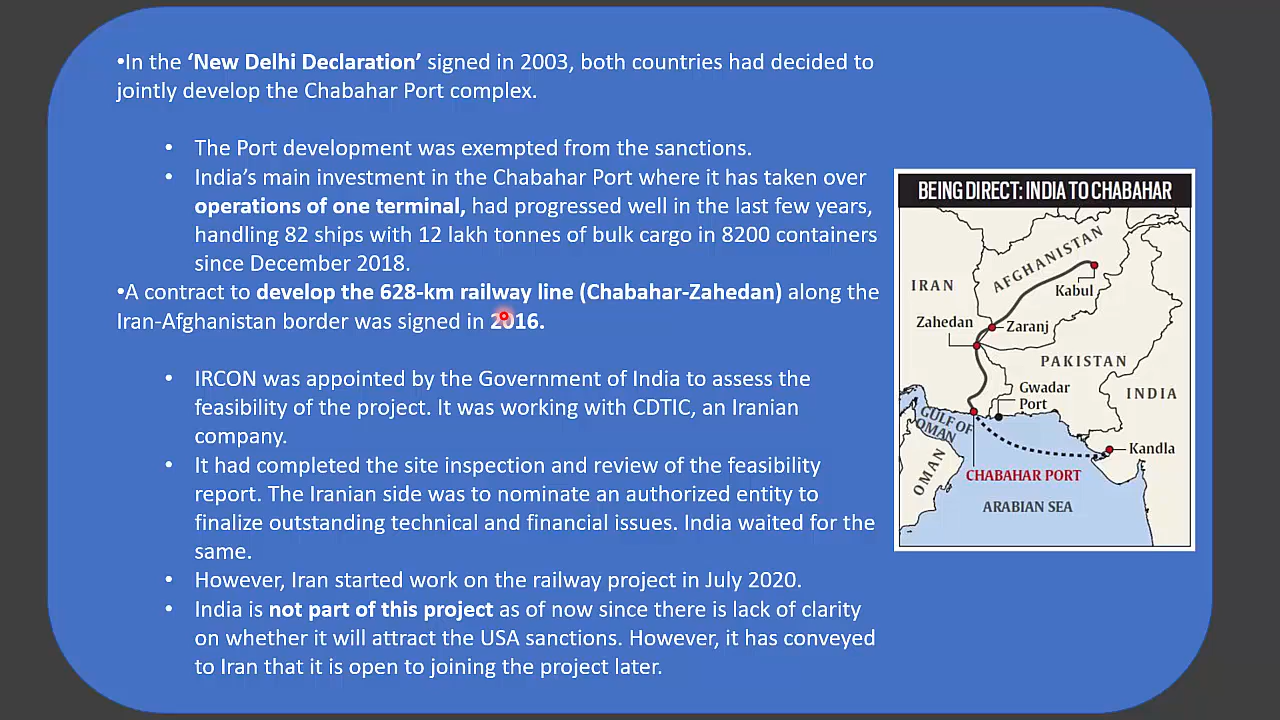 •In the ‘New Delhi Declaration’ signed in 2003, both countries had decided to
jointly develop the Chabahar Port complex.
• The Port development was exempted from the sanctions.
• India’s main investment in the Chabahar Port where it has taken over
operations of one terminal, had progressed well in the last few years,
handling 82 ships with 12 lakh tonnes of bulk cargo in 8200 containers
since December 2018.
•A contract to develop the 628-km railway line (Chabahar-Zahedan) along the
Iran-Afghanistan border was signed in 2016.
• IRCON was appointed by the Government of India to assess the
feasibility of the project. It was working with CDTIC, an Iranian
company.
• It had completed the site inspection and review of the feasibility
report. The Iranian side was to nominate an authorized entity to
finalize outstanding technical and financial issues. India waited for the
same.
• However, Iran started work on the railway project in July 2020.
• India is not part of this project as of now since there is lack of clarity
on whether it will attract the USA sanctions. However, it has conveyed
to Iran that it is open to joining the project later.
BEING DIRECT: INDIA TO CHABAHAR
AFGHANISTAN
IRAN
Kabul
Zahedan
Zaranj
PAKISTAN
Gwadar
Port
INDIA
GULF OF
OMAN
Kandla
OMAN
CHABAHAR PORT
ARABIAN SEA